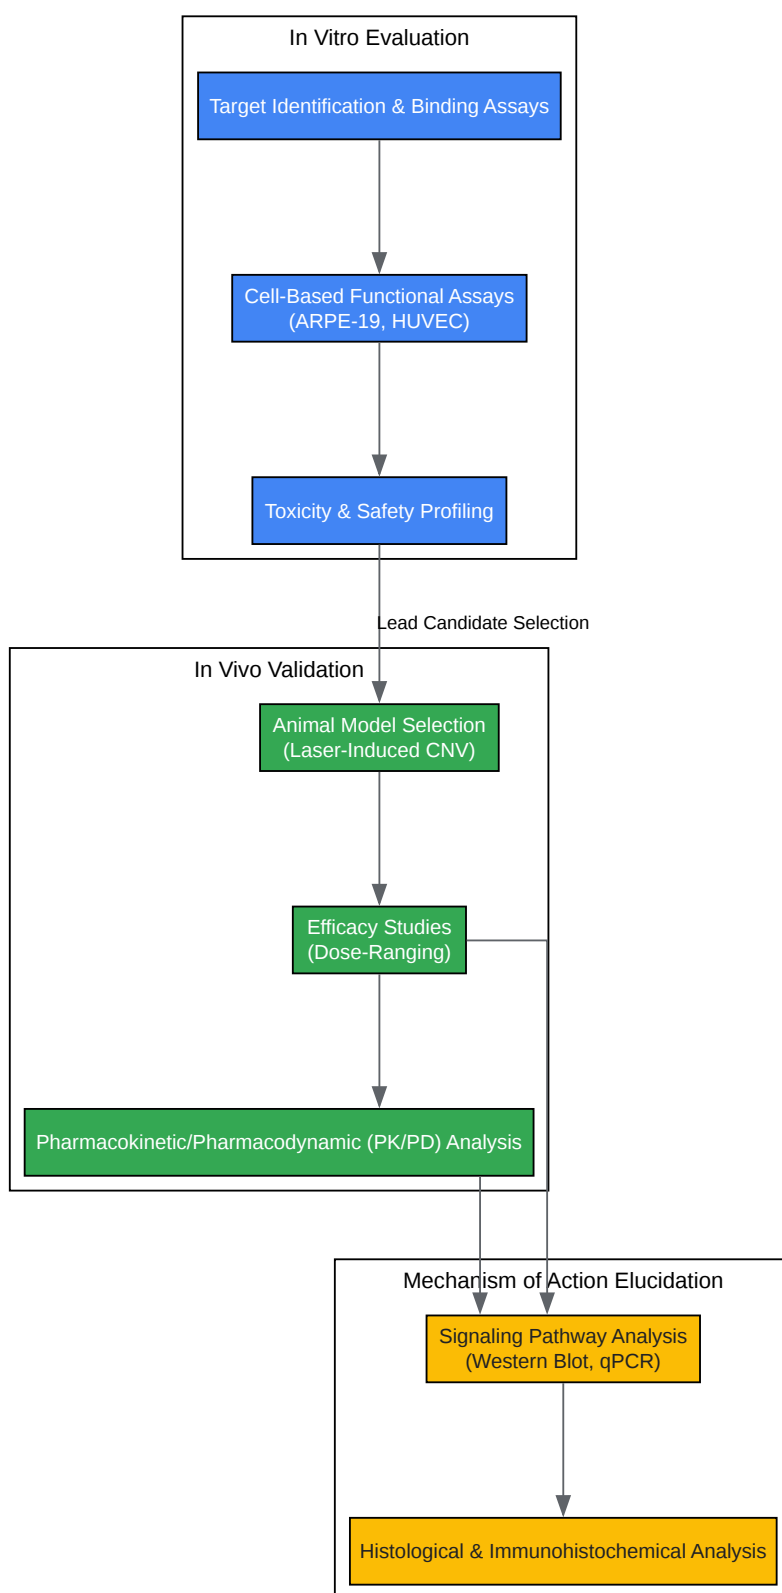 In Vitro Evaluation
Target Identification & Binding Assays
Cell-Based Functional Assays
(ARPE-19, HUVEC)
Toxicity & Safety Profiling
Lead Candidate Selection
In Vivo Validation
Animal Model Selection
(Laser-Induced CNV)
Efficacy Studies
(Dose-Ranging)
Pharmacokinetic/Pharmacodynamic (PK/PD) Analysis
Mechanism of Action Elucidation
Signaling Pathway Analysis
(Western Blot, qPCR)
Histological & Immunohistochemical Analysis